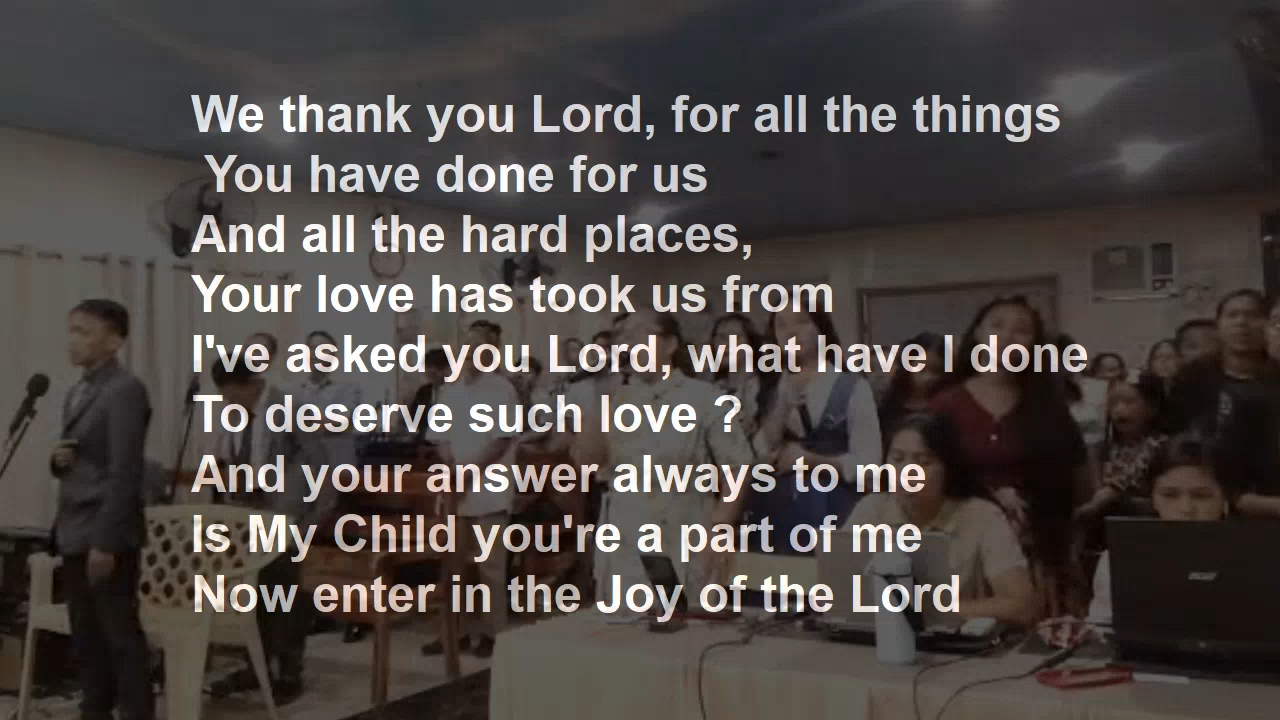 We thank you Lord, for all the things
You have done for us
And all the hard places,
Your love has took us from
I've asked you Lord, what have I done
To deserve such love ?
And your answer always to me
Is My Child you're a part of me
Now enter in the Joy of the Lord
acer